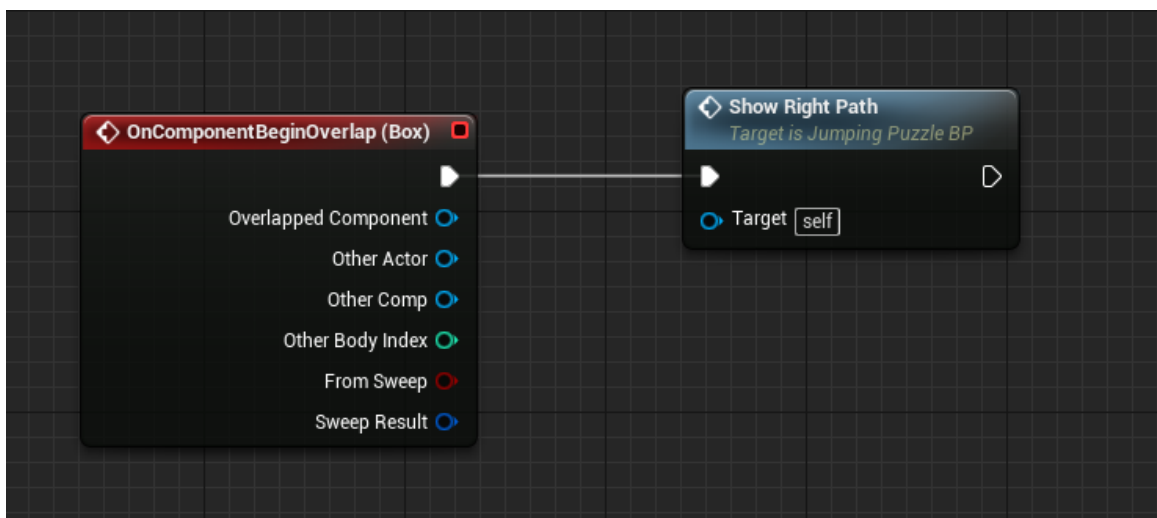 OnComponentBeginOverlap (Box)
Overlapped Component
Other Actor
Other Comp
Other Body Index
From Sweep
Sweep Result
Show Right Path
Target is Jumping Puzzle BP
Target self